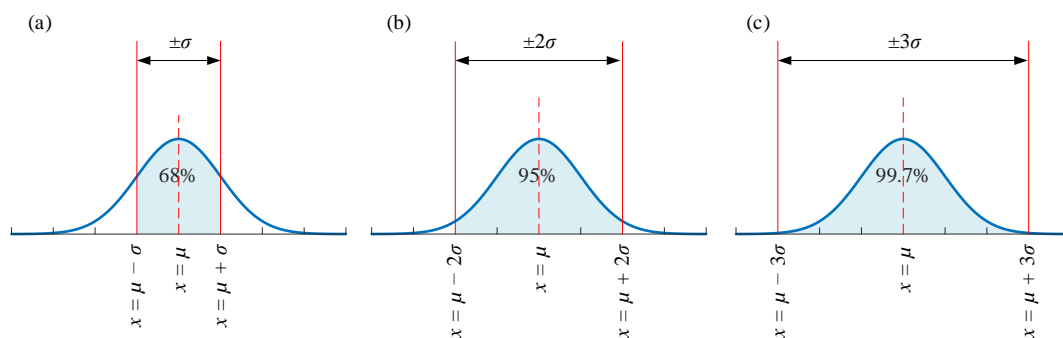 (a)
±σ
68%
x = μ − σ
x = μ
x = μ + σ
(b)
±2σ
95%
x = μ − 2σ
x = μ
x = μ + 2σ
(c)
±3σ
99.7%
x = μ − 3σ
x = μ
x = μ + 3σ